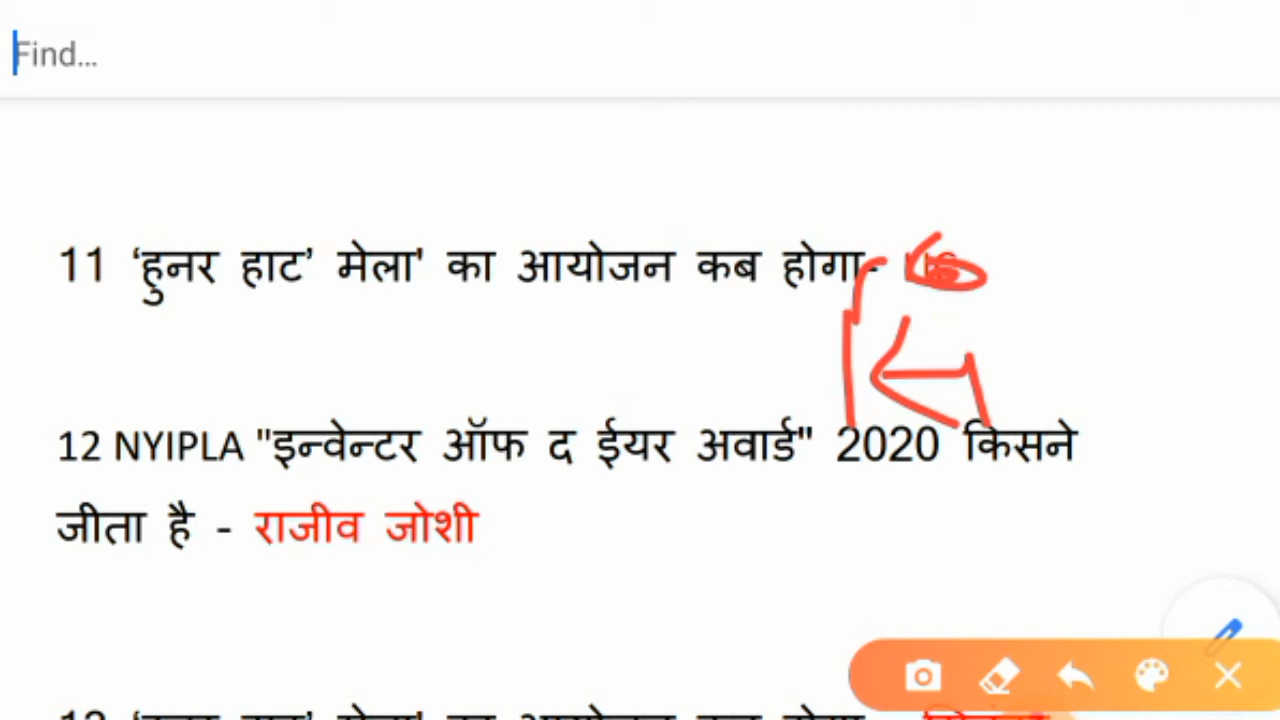 Find...
11 ‘हुनर हाट’ मेला' का आयोजन कब होगा-
12 NYIPLA "इन्वेन्टर ऑफ द ईयर अवार्ड" 2020 किसने
जीता है - राजीव जोशी